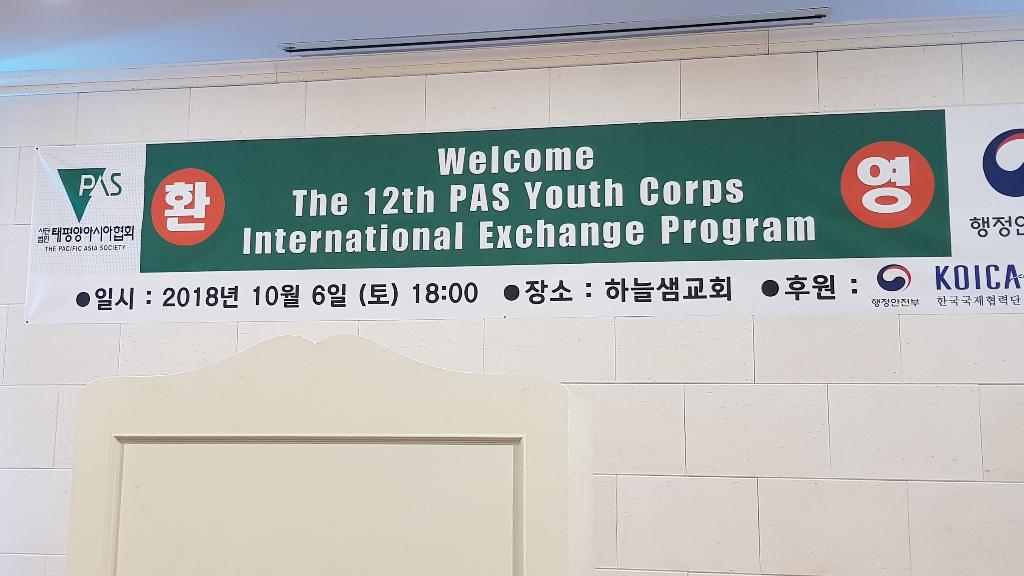 PAS
사단법인 태평양아시아협회
THE PACIFIC ASIA SOCIETY
환
Welcome
The 12th PAS Youth Corps
International Exchange Program
영
●일시 : 2018년 10월 6일 (토) 18:00 ●장소 : 하늘샘교회 ●후원 :
행정안전부
KOICA
한국국제협력단
행정안